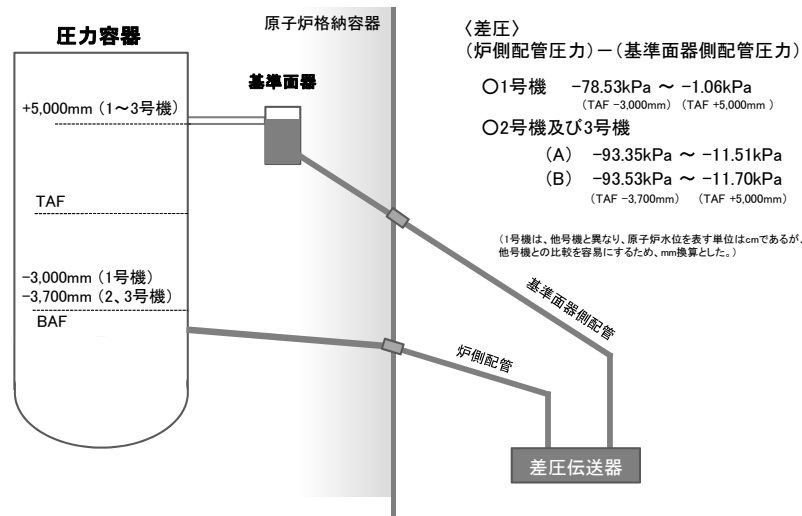 原子炉格納容器
圧力容器
基準面器
+5,000mm（1～3号機）
TAF
-3,000mm（1号機）
-3,700mm（2、3号機）
BAF
〈差圧〉
（炉側配管圧力）－（基準面器側配管圧力）
○1号機　-78.53kPa ～ -1.06kPa
（TAF -3,000mm）（TAF +5,000mm ）
○2号機及び3号機
（A）　-93.35kPa ～ -11.51kPa
（B）　-93.53kPa ～ -11.70kPa
（TAF -3,700mm）　（TAF +5,000mm）
（1号機は、他号機と異なり、原子炉水位を表す単位はcmであるが、
他号機との比較を容易にするため、mm換算とした。）
基準面器側配管
炉側配管
差圧伝送器